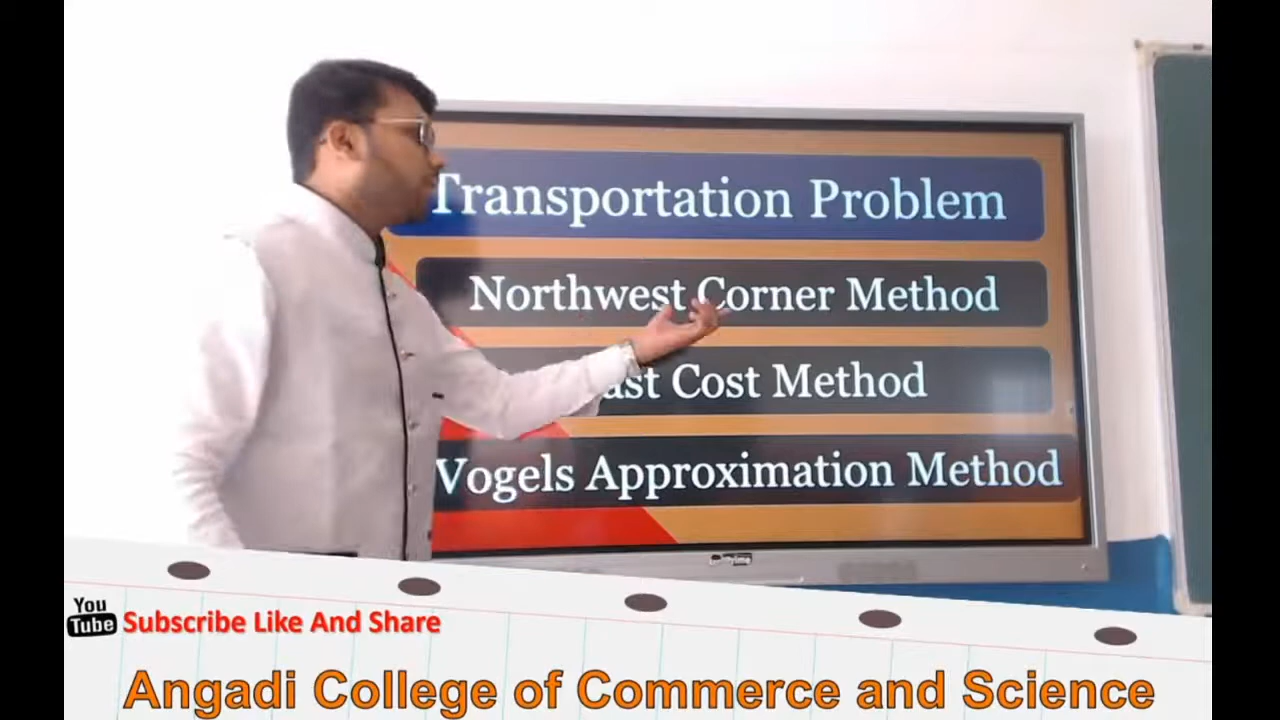 Transportation Problem
Northwest Corner Method
Cost Method
Vogels Approximation Method
You
Tube Subscribe Like And Share
Angadi College of Commerce and Science